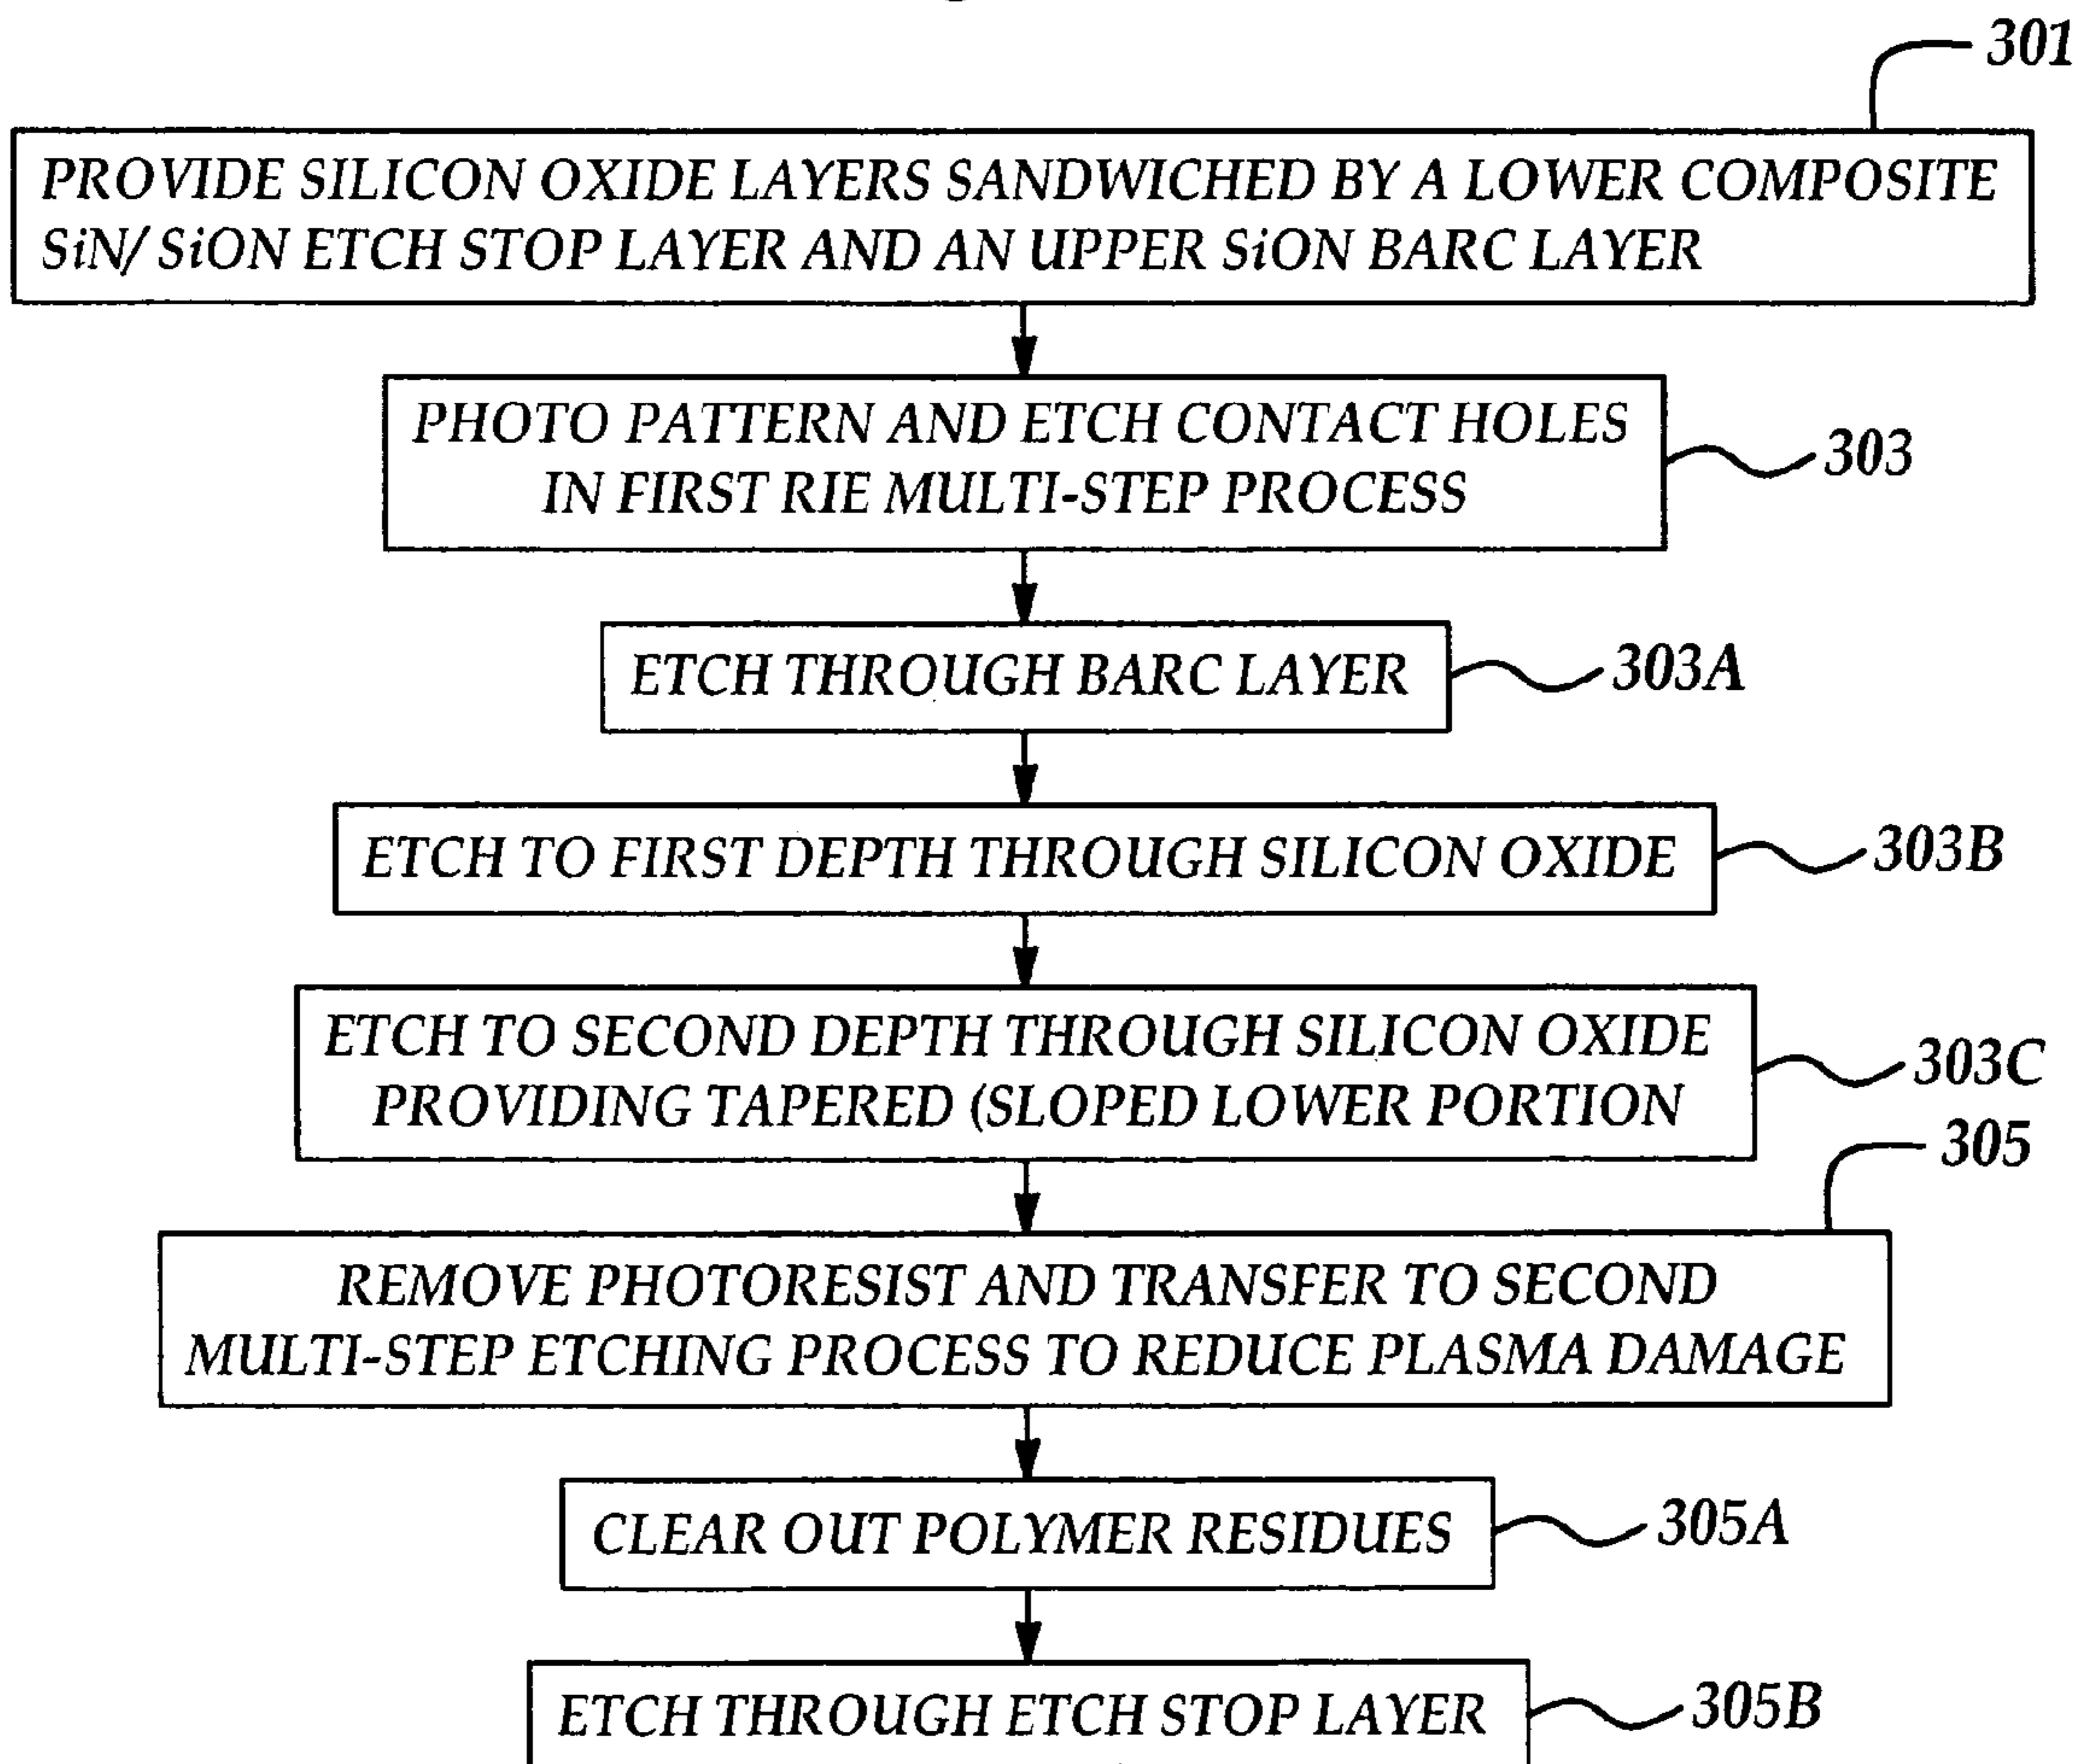 301
PROVIDE SILICON OXIDE LAYERS SANDWICHED BY A LOWER COMPOSITE
SiN/ SiON ETCH STOP LAYER AND AN UPPER SiON BARC LAYER
PHOTO PATTERN AND ETCH CONTACT HOLES
IN FIRST RIE MULTI-STEP PROCESS
303
ETCH THROUGH BARC LAYER
303A
ETCH TO FIRST DEPTH THROUGH SILICON OXIDE
303B
ETCH TO SECOND DEPTH THROUGH SILICON OXIDE
PROVIDING TAPERED (SLOPED LOWER PORTION
303C
305
REMOVE PHOTORESIST AND TRANSFER TO SECOND
MULTI-STEP ETCHING PROCESS TO REDUCE PLASMA DAMAGE
CLEAR OUT POLYMER RESIDUES
305A
ETCH THROUGH ETCH STOP LAYER
305B